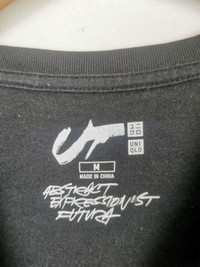 UT
ユニ
クロ
UNI
QLO
M
MADE IN CHINA
ABSTRACT
EXPRESSIONIST
FUTURA